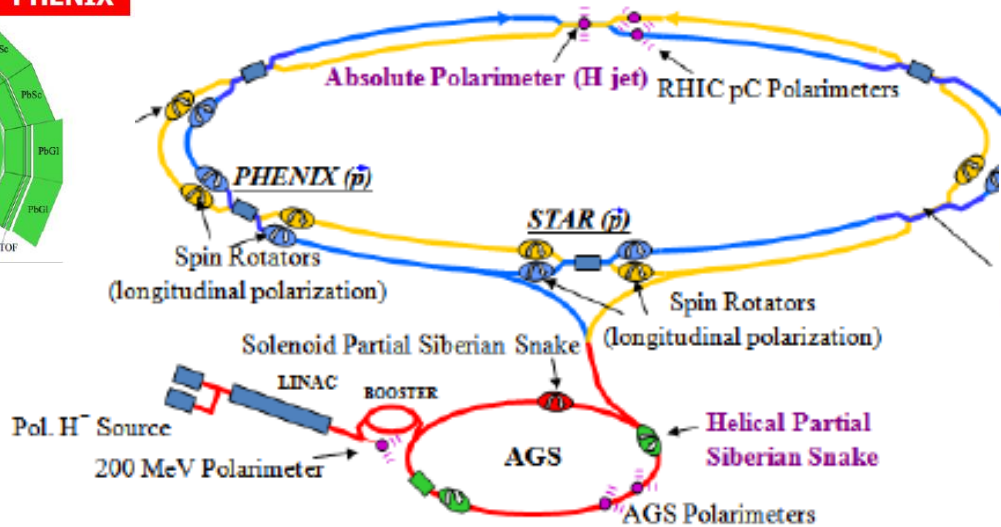 PHENIX
Sc
PbSc
PbGl
PbGl
TOF
Absolute Polarimeter (H jet)
RHIC pC Polarimeters
PHENIX (p)
STAR (p)
Spin Rotators
(longitudinal polarization)
Spin Rotators
(longitudinal polarization)
Solenoid Partial Siberian Snake
LINAC
BOOSTER
Pol. H⁻ Source
200 MeV Polarimeter
AGS
Helical Partial
Siberian Snake
AGS Polarimeters